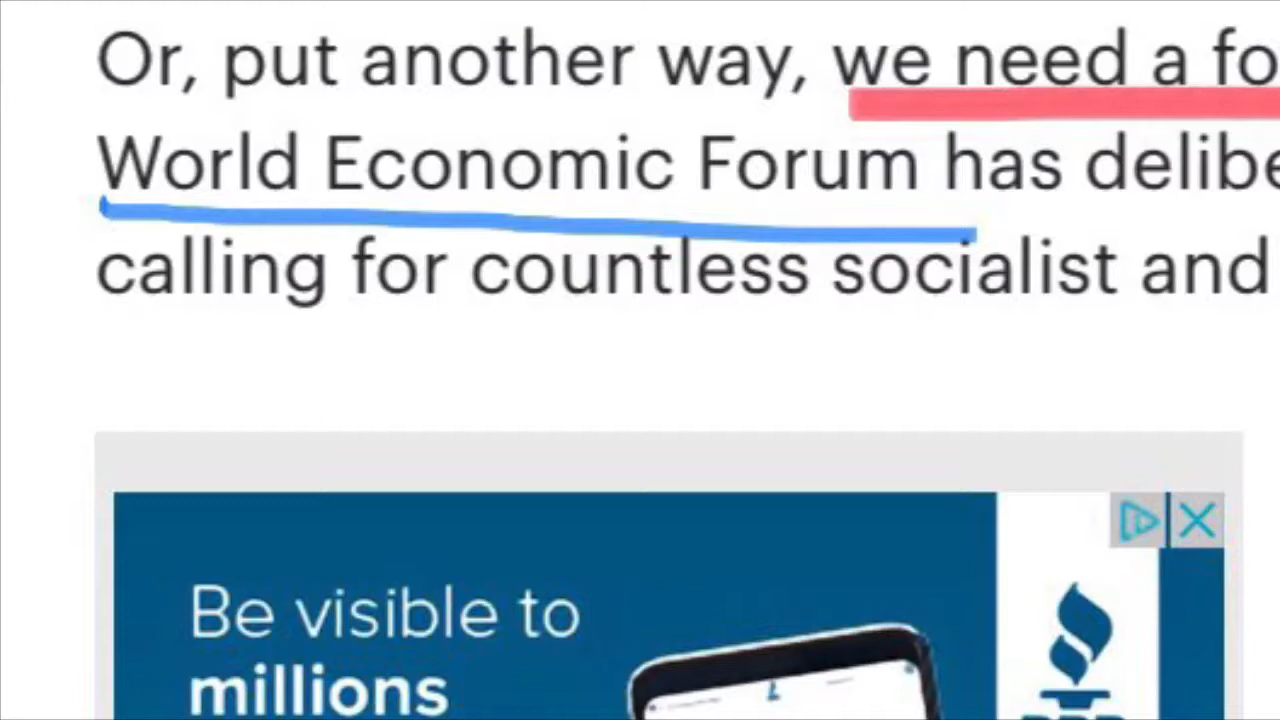 Or, put another way, we need a fo
World Economic Forum has delibe
calling for countless socialist and
Be visible to
millions